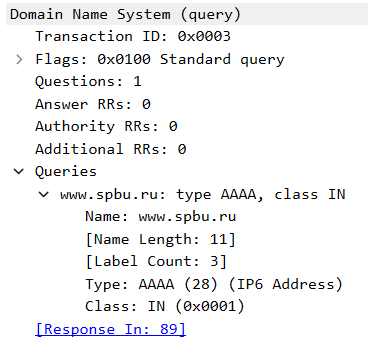 Domain Name System (query)
Transaction ID: 0x0003
Flags: 0x0100 Standard query
Questions: 1
Answer RRs: 0
Authority RRs: 0
Additional RRs: 0
Queries
www.spbu.ru: type AAAA, class IN
Name: www.spbu.ru
[Name Length: 11]
[Label Count: 3]
Type: AAAA (28) (IP6 Address)
Class: IN (0x0001)
[Response In: 89]